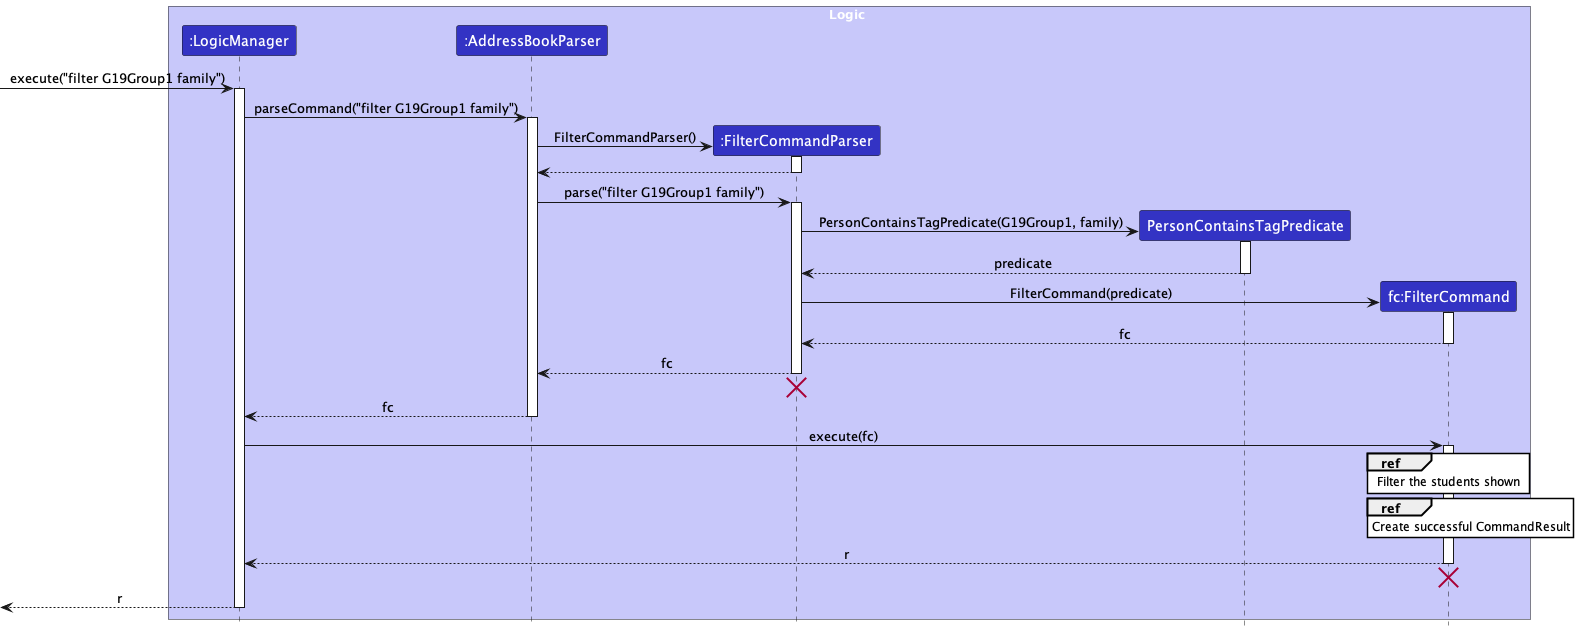 Logic
:LogicManager
:AddressBookParser
execute("filter G19Group1 family")
parseCommand("filter G19Group1 family")
FilterCommandParser()
:FilterCommandParser
parse("filter G19Group1 family")
PersonContainsTagPredicate(G19Group1, family)
PersonContainsTagPredicate
predicate
FilterCommand(predicate)
fc:FilterCommand
fc
fc
fc
execute(fc)
ref
Filter the students shown
ref
Create successful CommandResult
r
r